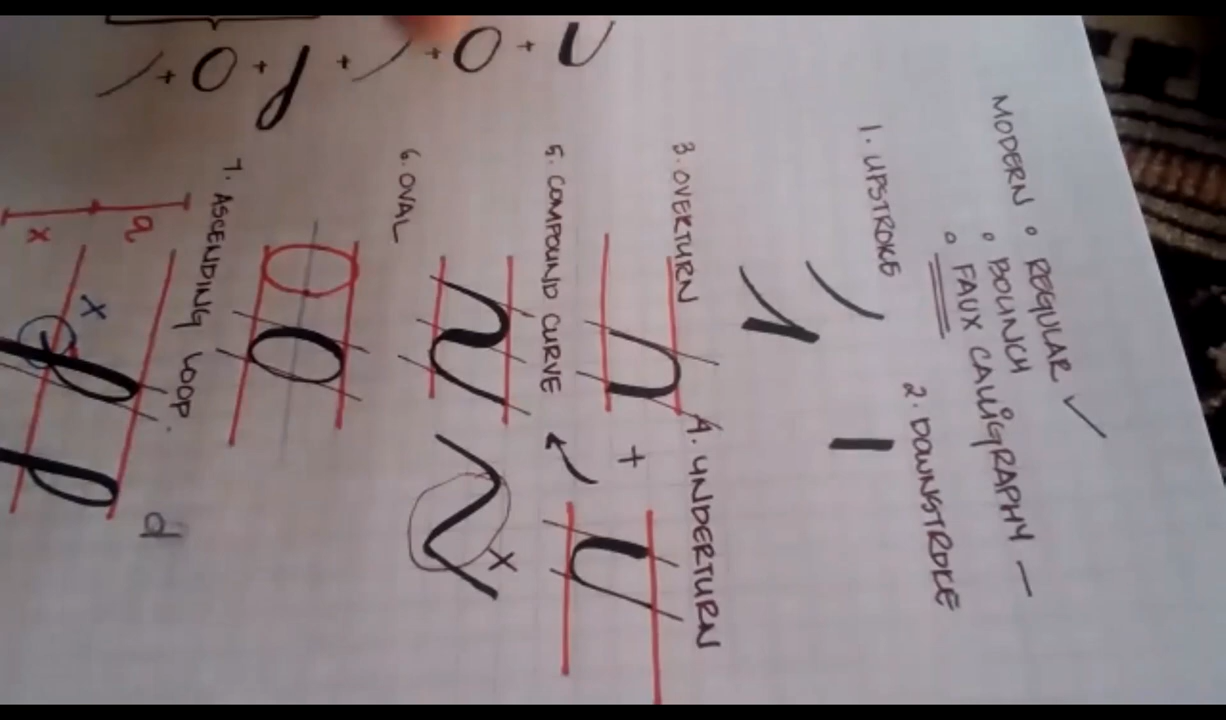 MODERN ◦ REGULAR ✓
◦ BOUNCY
◦ FAUX CALLIGRAPHY —
1. UPSTROKE
2. DOWNSTROKE
3. OVERTURN
4. UNDERTURN
+
5. COMPOUND CURVE
x
6. OVAL
+ O +
7. ASCENDING LOOP.
+ + O +
a
x
x
d